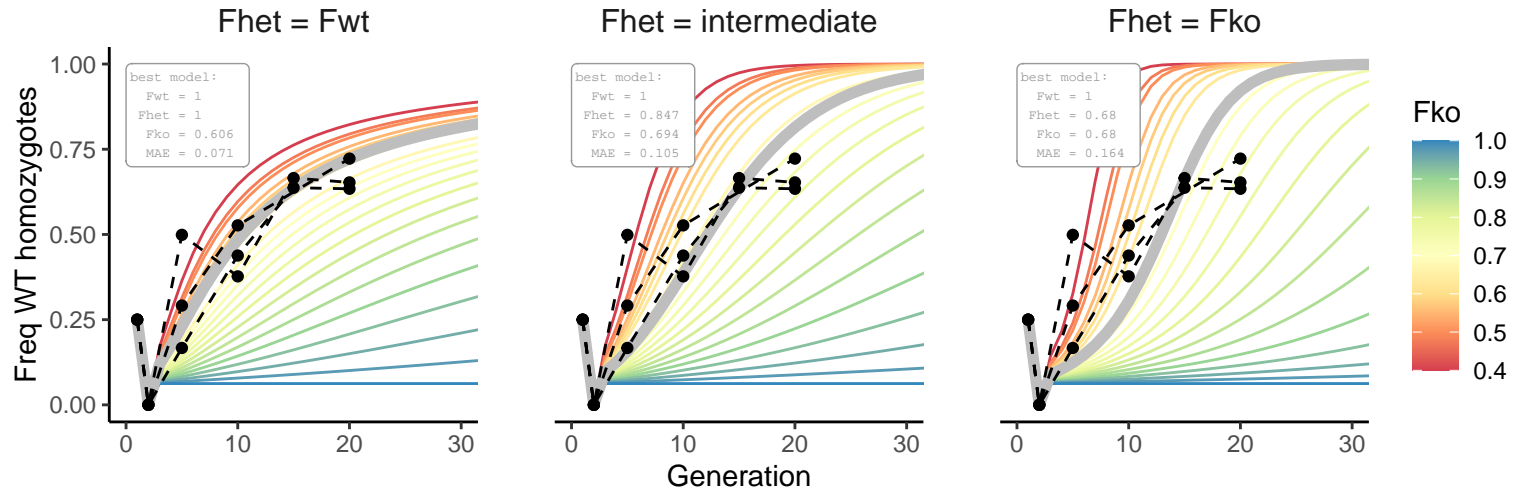 Fhet = Fwt
Fhet = intermediate
Fhet = Fko
Freq WT homozygotes
1.00
0.75
0.50
0.25
0.00
best model:
Fwt = 1
Fhet = 1
Fko = 0.606
MAE = 0.071
best model:
Fwt = 1
Fhet = 0.847
Fko = 0.694
MAE = 0.105
best model:
Fwt = 1
Fhet = 0.68
Fko = 0.68
MAE = 0.164
0 10 20 30
0 10 20 30
0 10 20 30
Generation
Fko
1.0
0.9
0.8
0.7
0.6
0.5
0.4